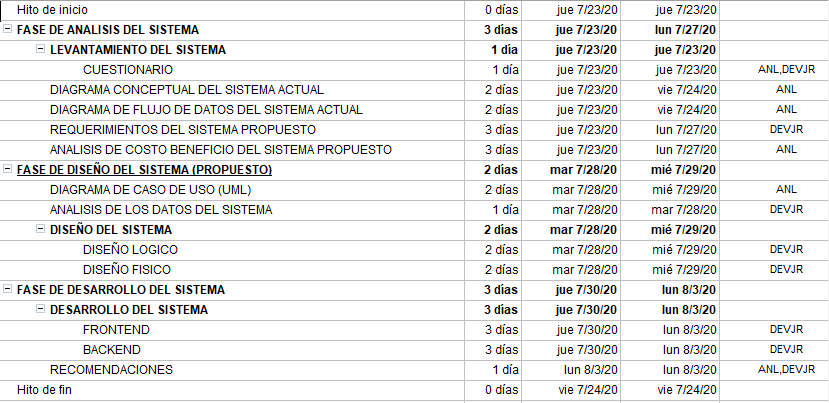 Hito de inicio 0 días jue 7/23/20 jue 7/23/20
FASE DE ANALISIS DEL SISTEMA 3 días jue 7/23/20 lun 7/27/20
LEVANTAMIENTO DEL SISTEMA 1 día jue 7/23/20 jue 7/23/20
CUESTIONARIO 1 día jue 7/23/20 jue 7/23/20 ANL,DEVJR
DIAGRAMA CONCEPTUAL DEL SISTEMA ACTUAL 2 días jue 7/23/20 vie 7/24/20 ANL
DIAGRAMA DE FLUJO DE DATOS DEL SISTEMA ACTUAL 2 días jue 7/23/20 vie 7/24/20 ANL
REQUERIMIENTOS DEL SISTEMA PROPUESTO 3 días jue 7/23/20 lun 7/27/20 DEVJR
ANALISIS DE COSTO BENEFICIO DEL SISTEMA PROPUESTO 3 días jue 7/23/20 lun 7/27/20 ANL
FASE DE DISEÑO DEL SISTEMA (PROPUESTO) 2 días mar 7/28/20 mié 7/29/20
DIAGRAMA DE CASO DE USO (UML) 2 días mar 7/28/20 mié 7/29/20 ANL
ANALISIS DE LOS DATOS DEL SISTEMA 1 día mar 7/28/20 mar 7/28/20 DEVJR
DISEÑO DEL SISTEMA 2 días mar 7/28/20 mié 7/29/20
DISEÑO LOGICO 2 días mar 7/28/20 mié 7/29/20 DEVJR
DISEÑO FISICO 2 días mar 7/28/20 mié 7/29/20 DEVJR
FASE DE DESARROLLO DEL SISTEMA 3 días jue 7/30/20 lun 8/3/20
DESARROLLO DEL SISTEMA 3 días jue 7/30/20 lun 8/3/20
FRONTEND 3 días jue 7/30/20 lun 8/3/20 DEVJR
BACKEND 3 días jue 7/30/20 lun 8/3/20 DEVJR
RECOMENDACIONES 1 día lun 8/3/20 lun 8/3/20 ANL,DEVJR
Hito de fin 0 días vie 7/24/20 vie 7/24/20